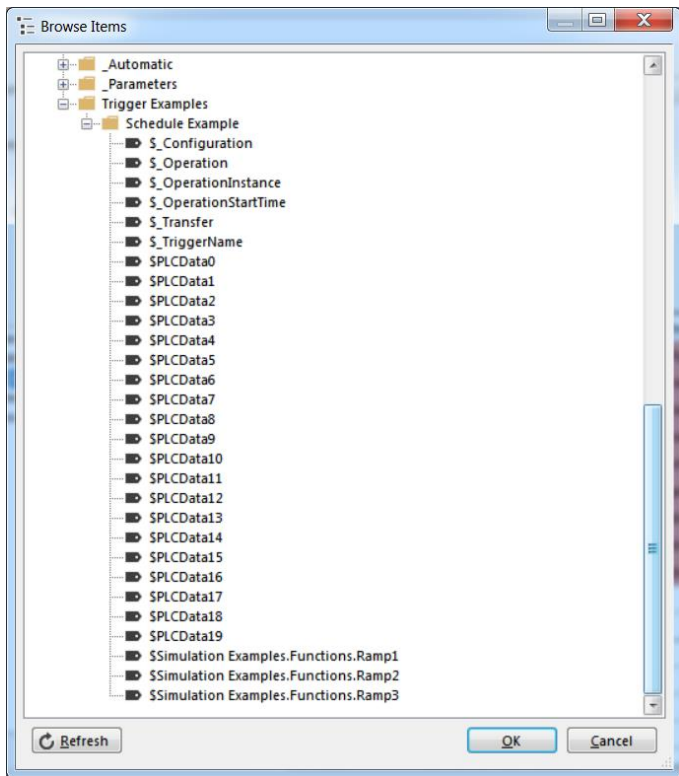 Browse Items
_Automatic
_Parameters
Trigger Examples
Schedule Example
$_Configuration
$_Operation
$_OperationInstance
$_OperationStartTime
$_Transfer
$_TriggerName
$PLCData0
$PLCData1
$PLCData2
$PLCData3
$PLCData4
$PLCData5
$PLCData6
$PLCData7
$PLCData8
$PLCData9
$PLCData10
$PLCData11
$PLCData12
$PLCData13
$PLCData14
$PLCData15
$PLCData16
$PLCData17
$PLCData18
$PLCData19
$Simulation Examples.Functions.Ramp1
$Simulation Examples.Functions.Ramp2
$Simulation Examples.Functions.Ramp3
Refresh OK Cancel